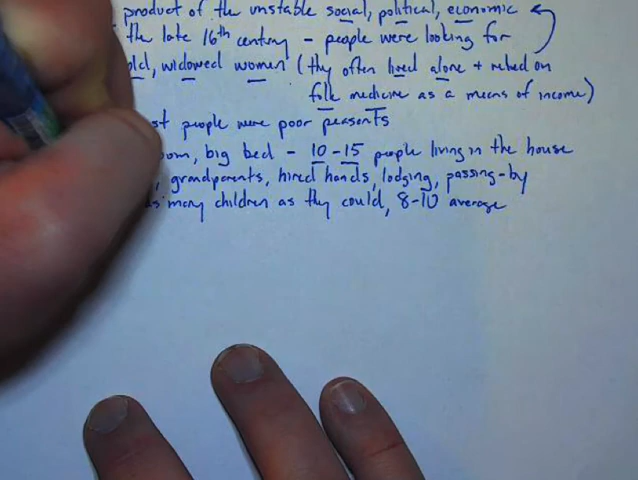 product of the unstable social, political, economic
the late 16th century - people were looking for
old, widowed women (they often lived alone + relied on
folk medicine as a means of income)
st people were poor peasants
oom, big bed - 10-15 people living in the house
, grandparents, hired hands, lodging, passing-by
as many children as they could, 8-10 average